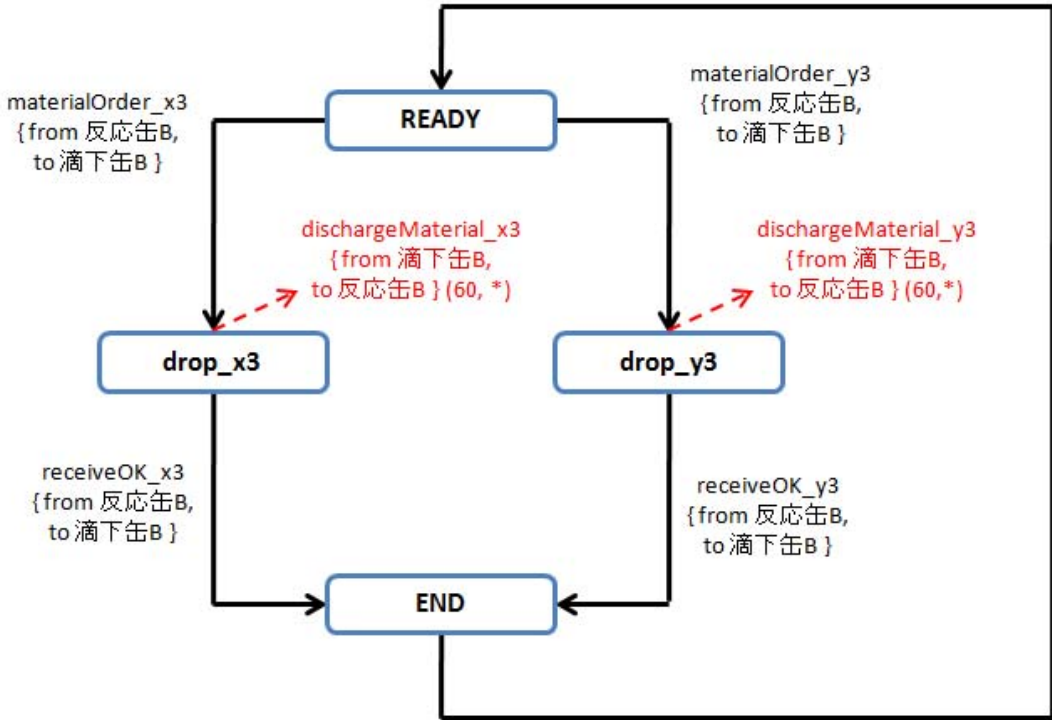 materialOrder_x3
{from 反応缶B,
to 滴下缶B }
READY
materialOrder_y3
{from 反応缶B,
to 滴下缶B }
dischargeMaterial_x3
{from 滴下缶B,
to 反応缶B } (60, *)
dischargeMaterial_y3
{from 滴下缶B,
to 反応缶B } (60,*)
drop_x3
drop_y3
receiveOK_x3
{from 反応缶B,
to 滴下缶B }
receiveOK_y3
{from 反応缶B,
to 滴下缶B }
END